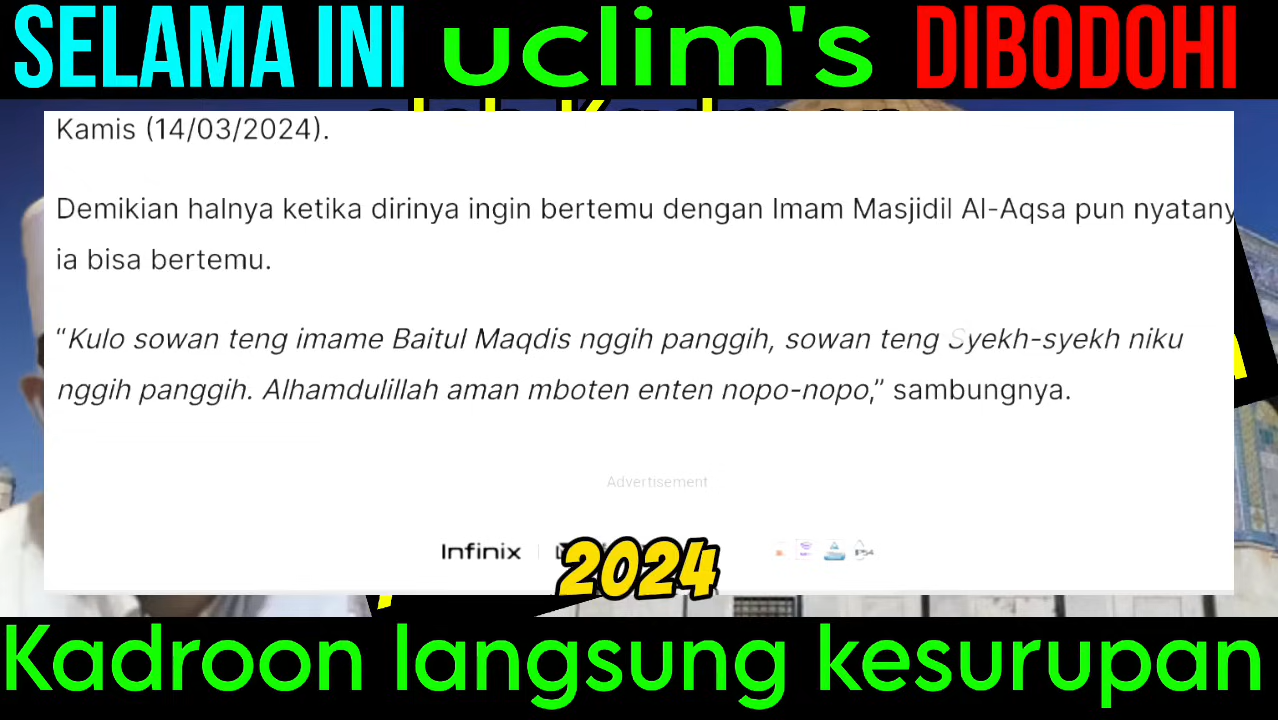 SELAMA INI uclim's DIBODOHI
Kamis (14/03/2024).
Demikian halnya ketika dirinya ingin bertemu dengan Imam Masjidil Al-Aqsa pun nyatany
ia bisa bertemu.
“Kulo sowan teng imame Baitul Maqdis nggih panggih, sowan teng Syekh-syekh niku
nggih panggih. Alhamdulillah aman mboten enten nopo-nopo,” sambungnya.
Advertisement
Infinix
2024
Kadroon langsung kesurupan